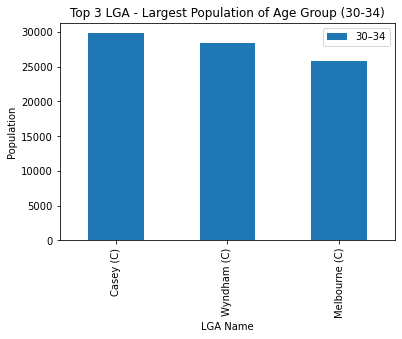 Top 3 LGA - Largest Population of Age Group (30-34)
30–34
30000
25000
20000
15000
10000
5000
0
Population
Casey (C)
Wyndham (C)
Melbourne (C)
LGA Name